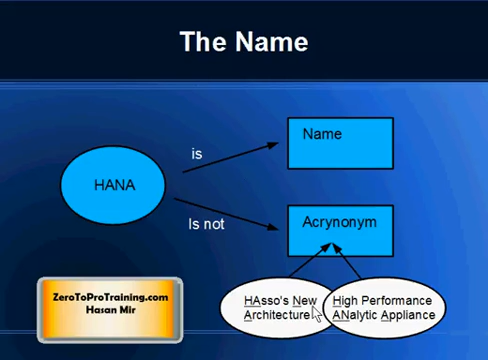 The Name
Name
is
HANA
Is not
Acrynonym
ZeroToProTraining.com
Hasan Mir
HAsso's New
Architecture
High Performance
ANalytic Appliance